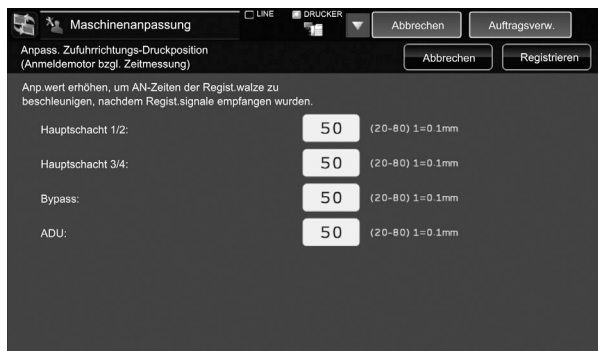 Maschinenanpassung
LINE
DRUCKER
Abbrechen
Auftragsverw.
Anpass. Zufuhrrichtungs-Druckposition
(Anmeldemotor bzgl. Zeitmessung)
Abbrechen
Registrieren
Anp.wert erhöhen, um AN-Zeiten der Regist.walze zu
beschleunigen, nachdem Regist.signale empfangen wurden.
Hauptschacht 1/2: 50 (20-80) 1=0.1mm
Hauptschacht 3/4: 50 (20-80) 1=0.1mm
Bypass: 50 (20-80) 1=0.1mm
ADU: 50 (20-80) 1=0.1mm